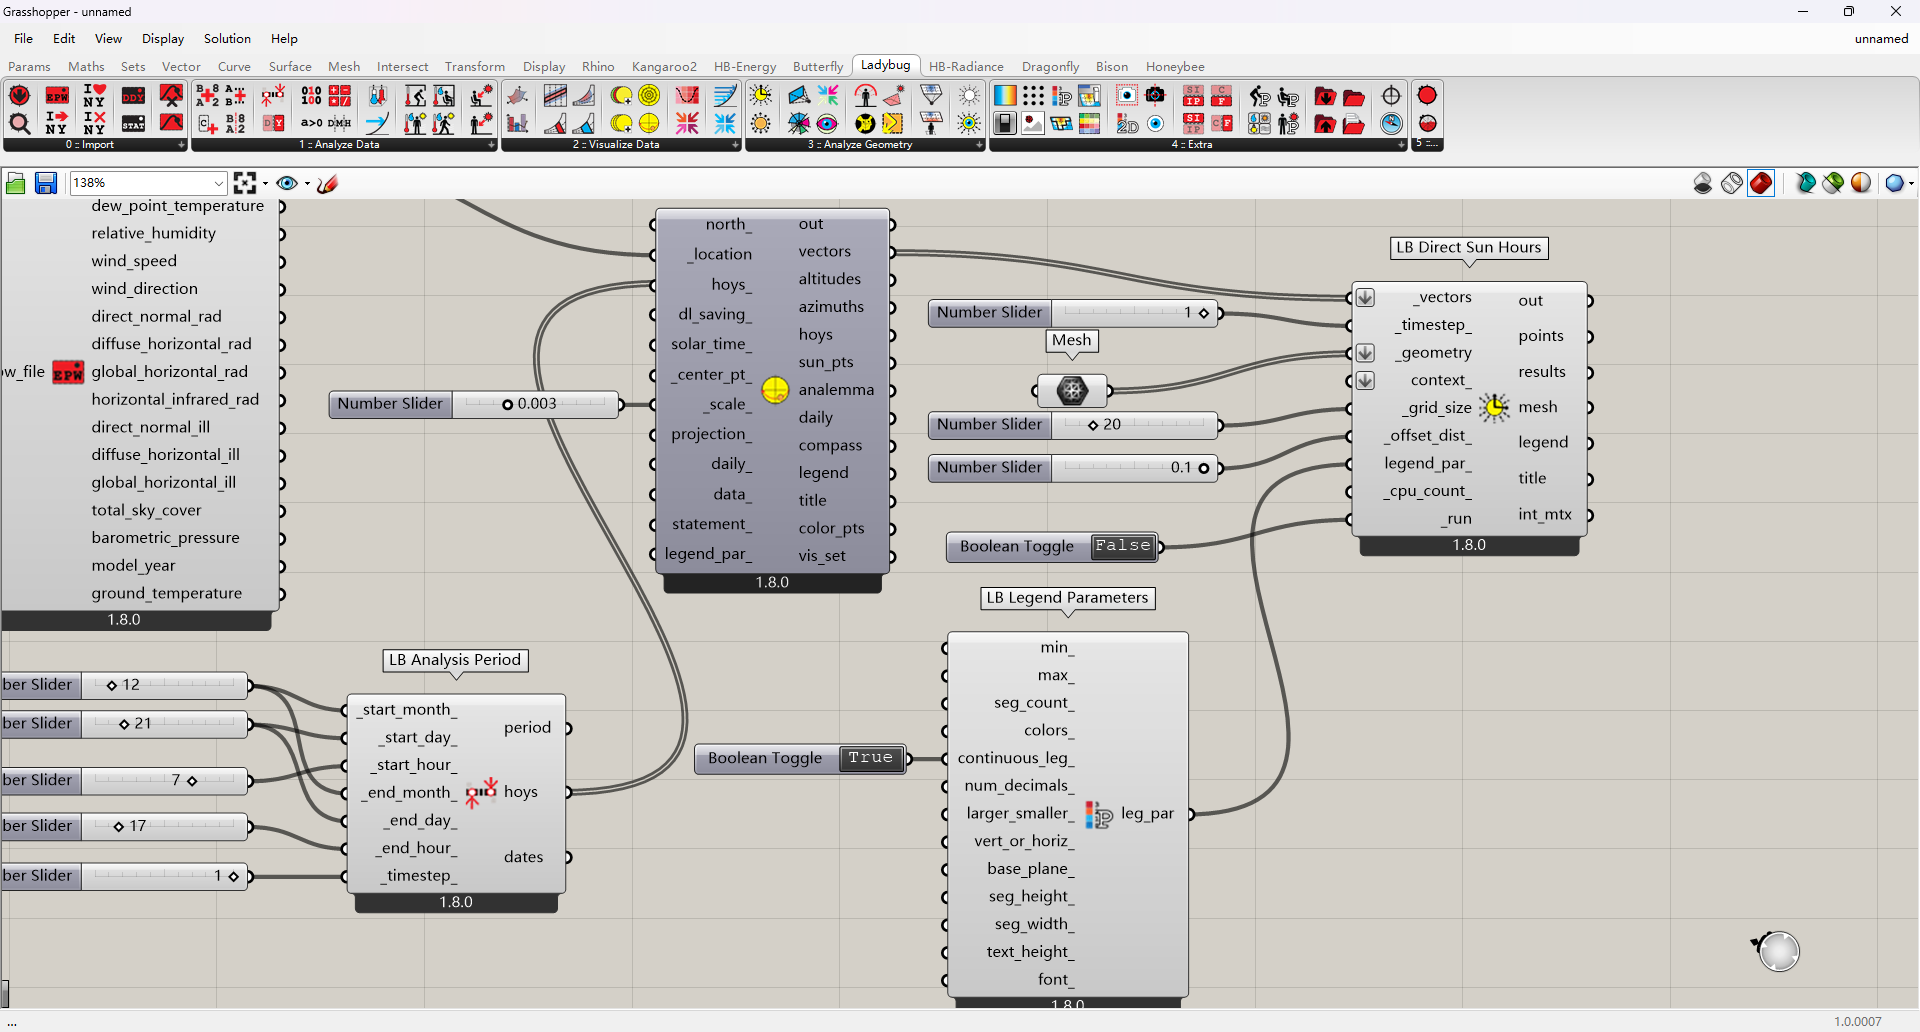 Grasshopper - unnamed
File Edit View Display Solution Help
unnamed
Params Maths Sets Vector Curve Surface Mesh Intersect Transform Display Rhino Kangaroo2 HB-Energy Butterfly Ladybug HB-Radiance Dragonfly Bison Honeybee
0 :: Import
1 :: Analyze Data
2 :: Visualize Data
3 :: Analyze Geometry
4 :: Extra
5 ::...
138%
dew_point_temperature
relative_humidity
wind_speed
wind_direction
direct_normal_rad
diffuse_horizontal_rad
ow_file EPW global_horizontal_rad
horizontal_infrared_rad
direct_normal_ill
diffuse_horizontal_ill
global_horizontal_ill
total_sky_cover
barometric_pressure
model_year
ground_temperature
1.8.0
Number Slider 0.003
north_
_location
hoys_
dl_saving_
solar_time_
_center_pt_
_scale_
projection_
daily_
data_
statement_
legend_par_
out
vectors
altitudes
azimuths
hoys
sun_pts
analemma
daily
compass
legend
title
color_pts
vis_set
1.8.0
Number Slider 1
Mesh
Number Slider 20
Number Slider 0.1
Boolean Toggle False
LB Direct Sun Hours
_vectors
_timestep_
_geometry
context_
_grid_size
_offset_dist_
legend_par_
_cpu_count_
_run
out
points
results
mesh
legend
title
int_mtx
1.8.0
LB Analysis Period
ber Slider 12
ber Slider 21
ber Slider 7
ber Slider 17
ber Slider 1
_start_month_
_start_day_
_start_hour_
_end_month_
_end_day_
_end_hour_
_timestep_
period
hoys
dates
1.8.0
Boolean Toggle True
LB Legend Parameters
min_
max_
seg_count_
colors_
continuous_leg_
num_decimals_
larger_smaller_
vert_or_horiz_
base_plane_
seg_height_
seg_width_
text_height_
font_
leg_par
1.8.0
...
1.0.0007